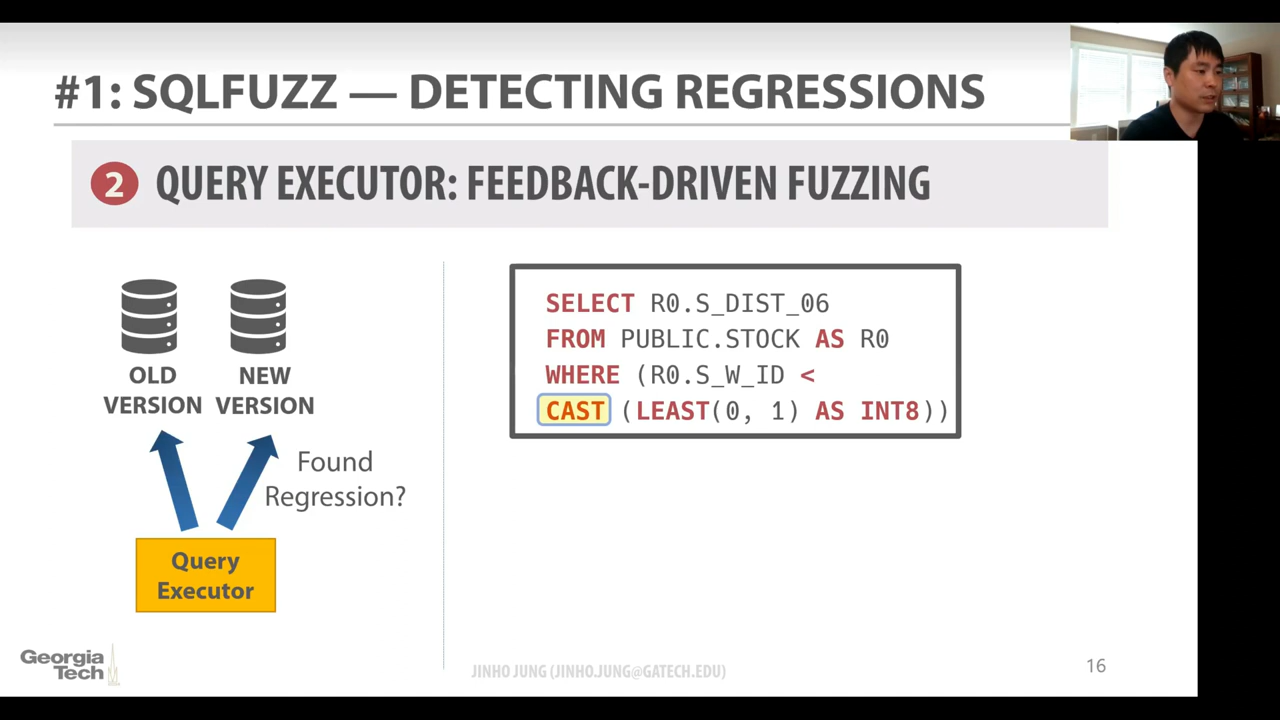 #1: SQLFUZZ — DETECTING REGRESSIONS
2 QUERY EXECUTOR: FEEDBACK-DRIVEN FUZZING
OLD VERSION
NEW VERSION
Found
Regression?
Query
Executor
SELECT R0.S_DIST_06
FROM PUBLIC.STOCK AS R0
WHERE (R0.S_W_ID <
CAST (LEAST(0, 1) AS INT8))
Georgia
Tech
JINHO JUNG (JINHO.JUNG@GATECH.EDU)
16